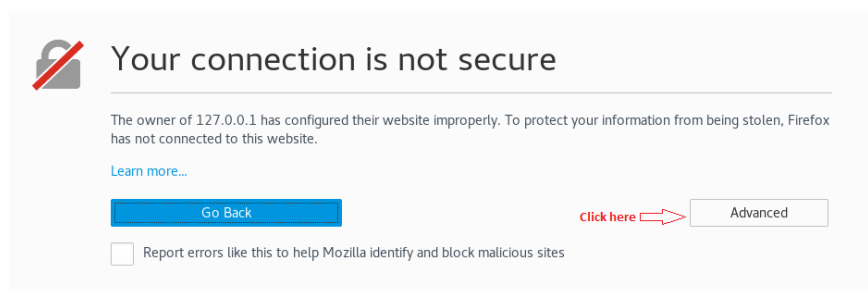 Your connection is not secure
The owner of 127.0.0.1 has configured their website improperly. To protect your information from being stolen, Firefox
has not connected to this website.
Learn more...
Go Back
Click here
Advanced
Report errors like this to help Mozilla identify and block malicious sites